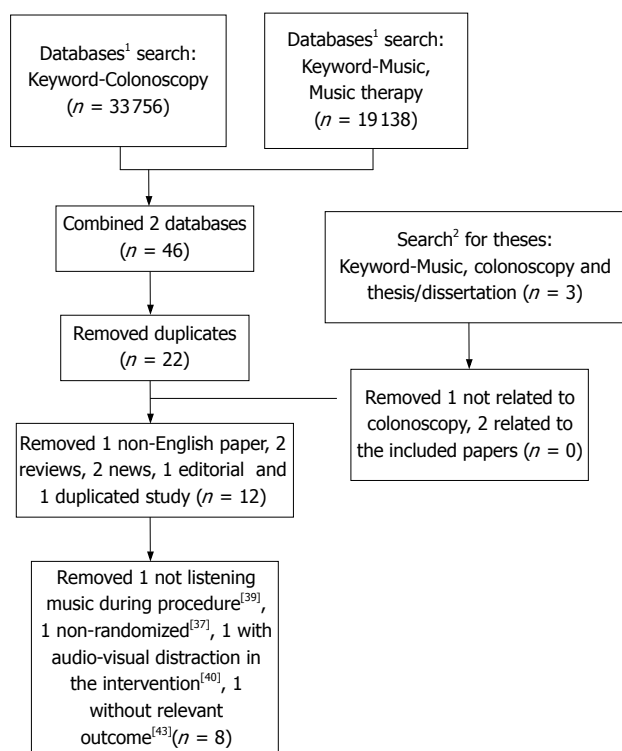 Databases¹ search:
Keyword-Colonoscopy
(n = 33756)
Databases¹ search:
Keyword-Music,
Music therapy
(n = 19138)
Combined 2 databases
(n = 46)
Search² for theses:
Keyword-Music, colonoscopy and
thesis/dissertation (n = 3)
Removed duplicates
(n = 22)
Removed 1 not related to
colonoscopy, 2 related to
the included papers (n = 0)
Removed 1 non-English paper, 2
reviews, 2 news, 1 editorial and
1 duplicated study (n = 12)
Removed 1 not listening
music during procedure[39],
1 non-randomized[37], 1 with
audio-visual distraction in
the intervention[40], 1
without relevant
outcome[43](n = 8)